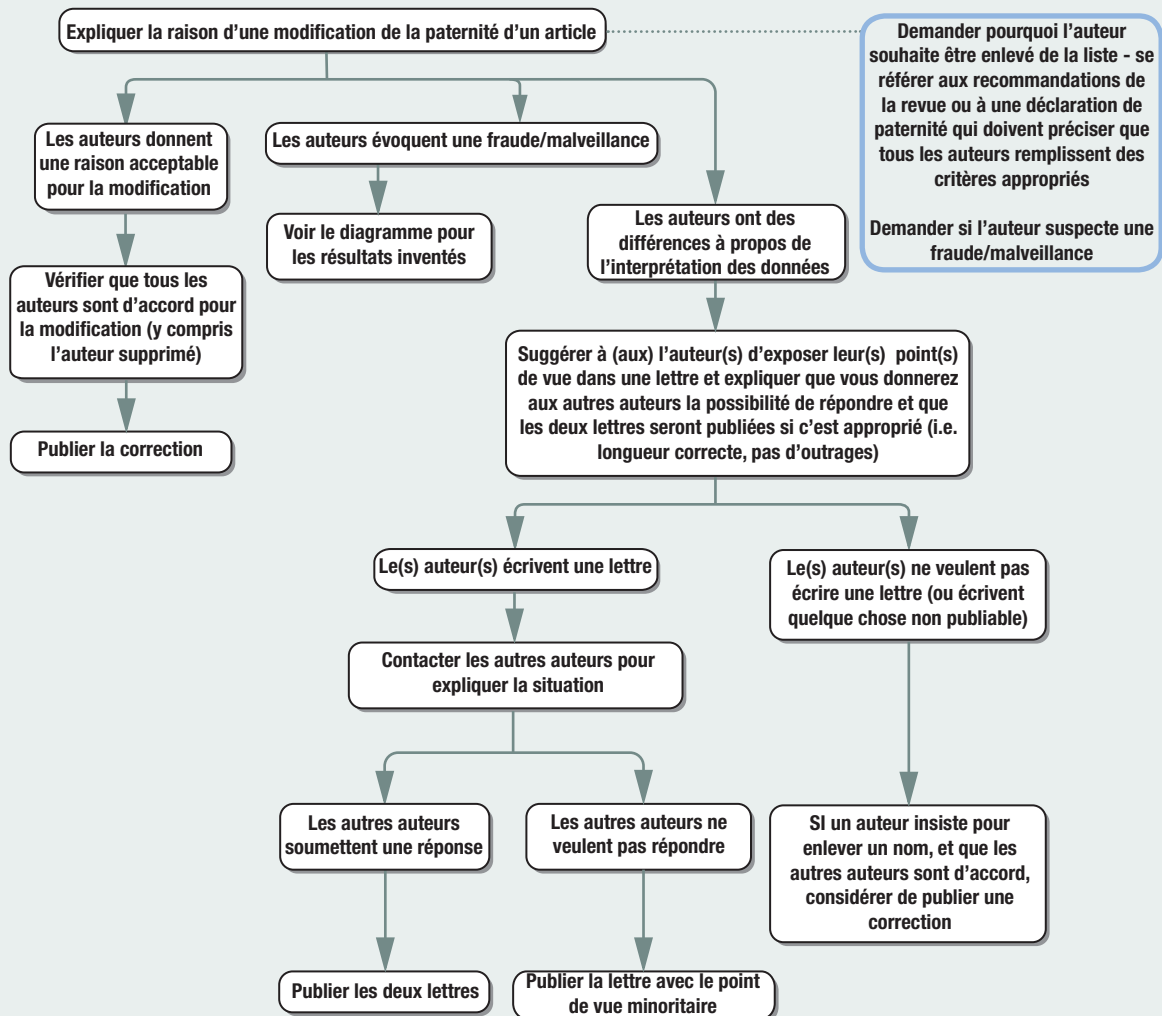 Expliquer la raison d’une modification de la paternité d’un article
Demander pourquoi l’auteur
souhaite être enlevé de la liste - se
référer aux recommandations de
la revue ou à une déclaration de
paternité qui doivent préciser que
tous les auteurs remplissent des
critères appropriés
Demander si l’auteur suspecte une
fraude/malveillance
Les auteurs donnent
une raison acceptable
pour la modification
Les auteurs évoquent une fraude/malveillance
Les auteurs ont des
différences à propos de
l’interprétation des données
Voir le diagramme pour
les résultats inventés
Vérifier que tous les
auteurs sont d’accord pour
la modification (y compris
l’auteur supprimé)
Publier la correction
Suggérer à (aux) l’auteur(s) d’exposer leur(s) point(s)
de vue dans une lettre et expliquer que vous donnerez
aux autres auteurs la possibilité de répondre et que
les deux lettres seront publiées si c’est approprié (i.e.
longueur correcte, pas d’outrages)
Le(s) auteur(s) écrivent une lettre
Le(s) auteur(s) ne veulent pas
écrire une lettre (ou écrivent
quelque chose non publiable)
Contacter les autres auteurs pour
expliquer la situation
Les autres auteurs
soumettent une réponse
Les autres auteurs ne
veulent pas répondre
SI un auteur insiste pour
enlever un nom, et que les
autres auteurs sont d’accord,
considérer de publier une
correction
Publier les deux lettres
Publier la lettre avec le point
de vue minoritaire